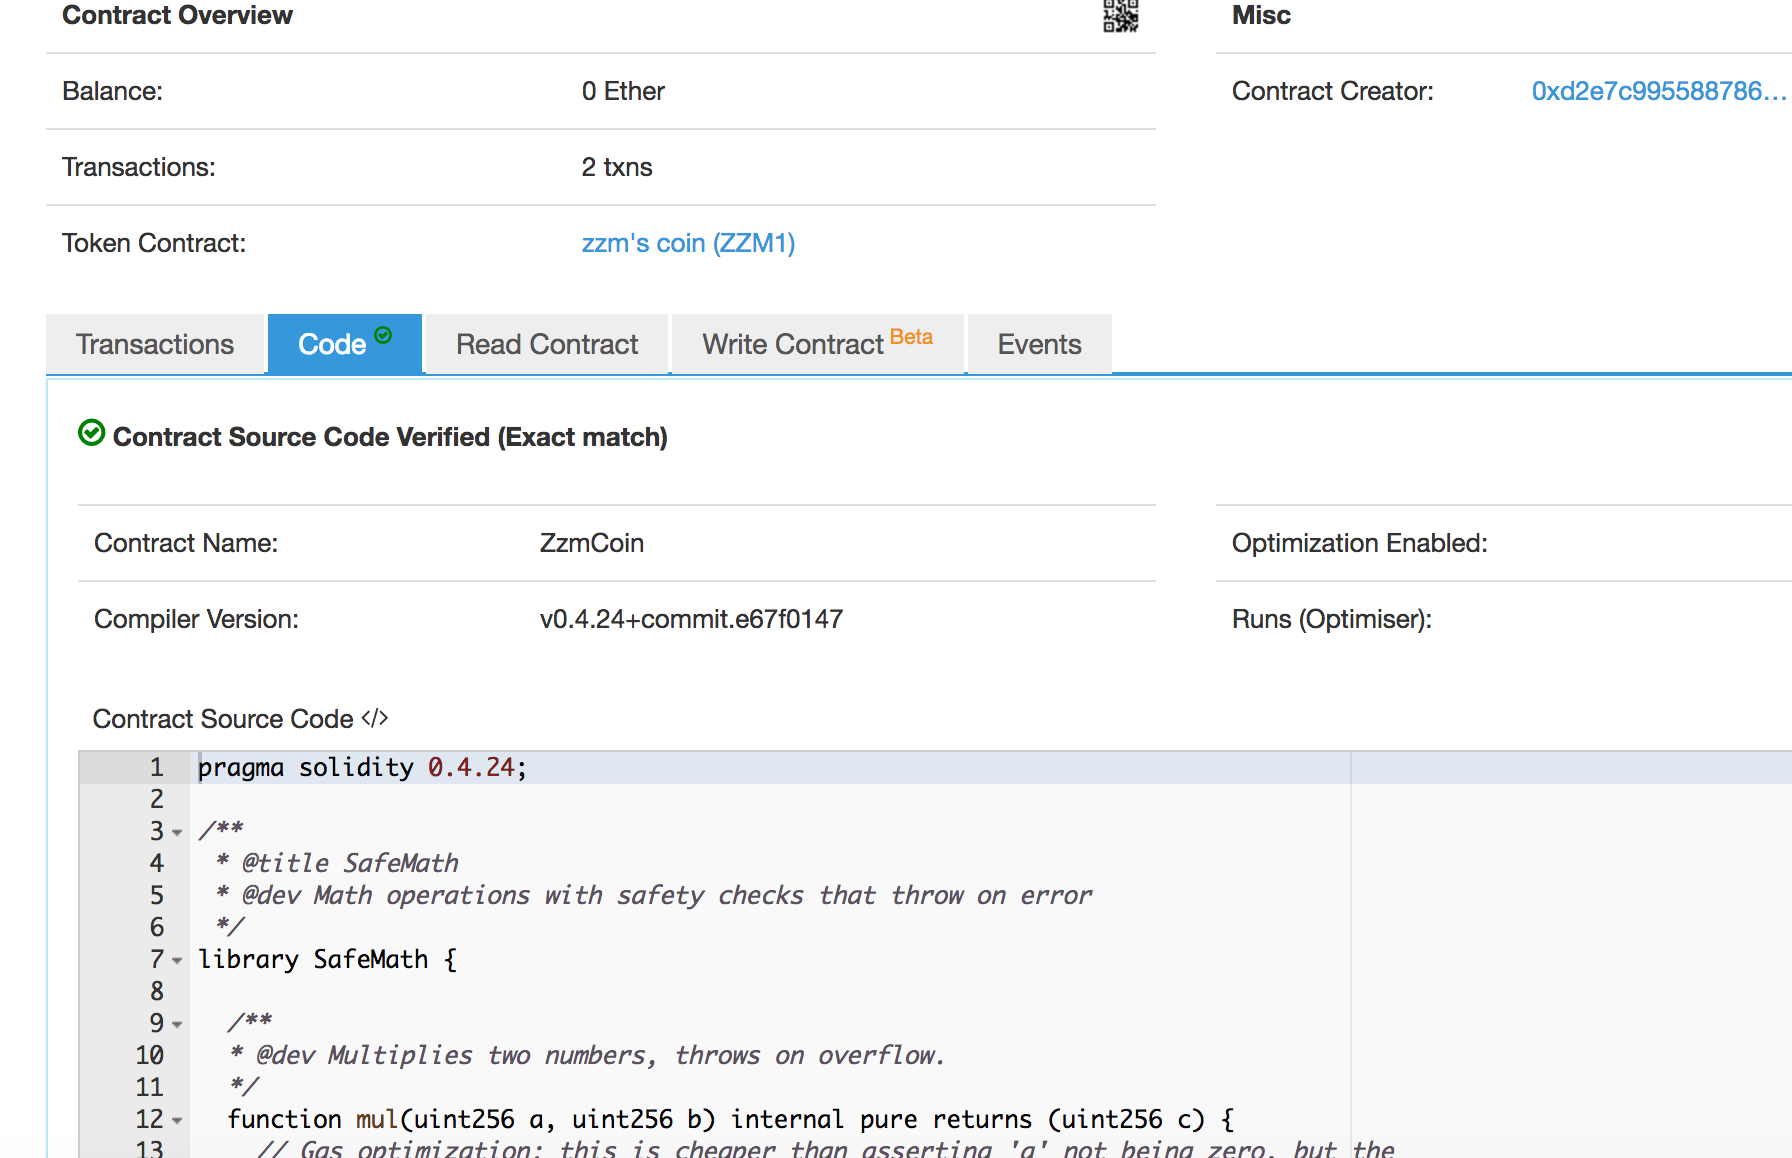 Contract Overview
Misc
Balance: 0 Ether
Contract Creator: 0xd2e7c995588786...
Transactions: 2 txns
Token Contract: zzm's coin (ZZM1)
Transactions Code Read Contract Write Contract Beta Events
Contract Source Code Verified (Exact match)
Contract Name: ZzmCoin
Optimization Enabled:
Compiler Version: v0.4.24+commit.e67f0147
Runs (Optimiser):
Contract Source Code </>
1 pragma solidity 0.4.24;
2
3 /**
4  * @title SafeMath
5  * @dev Math operations with safety checks that throw on error
6  */
7 library SafeMath {
8
9   /**
10   * @dev Multiplies two numbers, throws on overflow.
11   */
12   function mul(uint256 a, uint256 b) internal pure returns (uint256 c) {
13     // Gas optimization: this is cheaper than asserting 'a' not being zero, but the